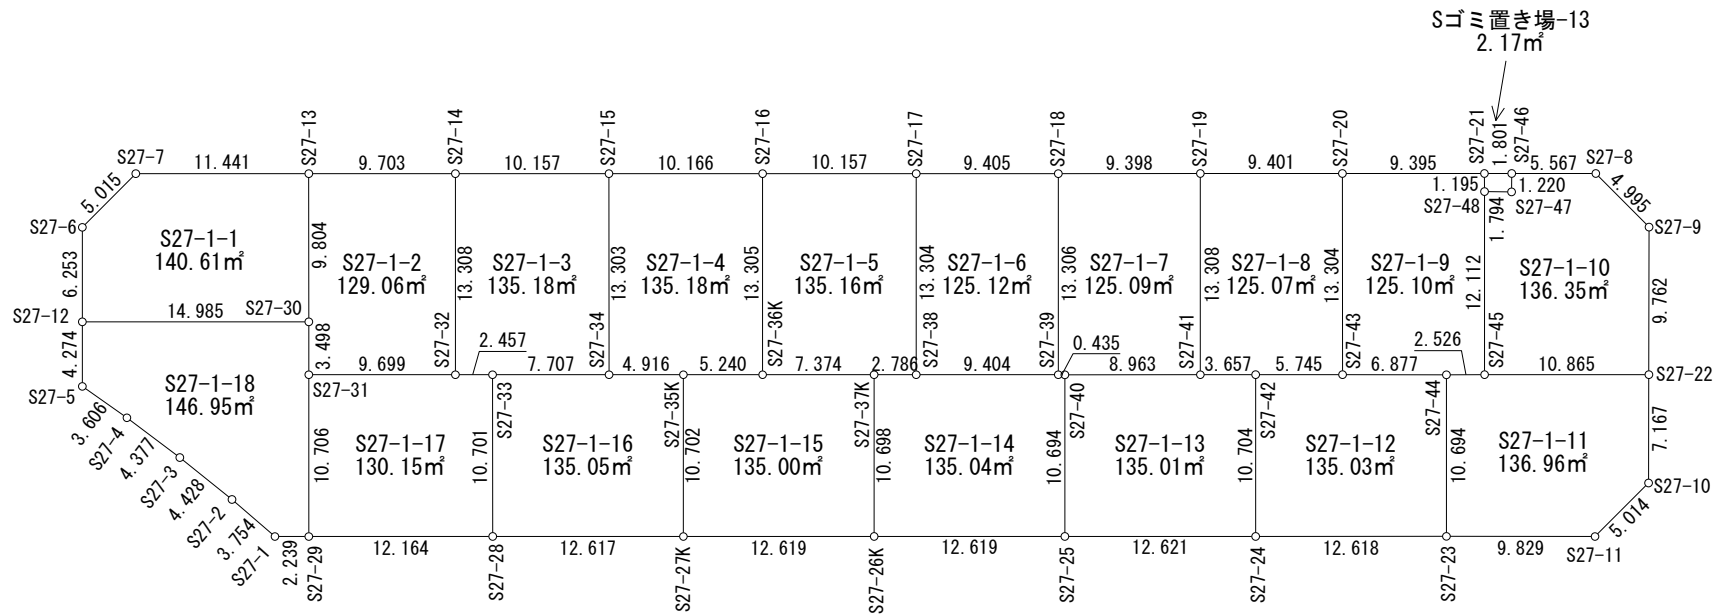 Sゴミ置き場-13
2.17㎡
S27-7
11.441
S27-13
9.703
S27-14
10.157
S27-15
10.166
S27-16
10.157
S27-17
9.405
S27-18
9.398
S27-19
9.401
S27-20
9.395
S27-21
1.801
S27-46
5.567
S27-8
5.015
4.995
1.195
1.220
S27-48
S27-47
1.794
S27-6
S27-9
S27-1-1
140.61㎡
9.804
S27-1-2
129.06㎡
13.308
S27-1-3
135.18㎡
13.303
S27-1-4
135.18㎡
13.305
S27-1-5
135.16㎡
13.304
S27-1-6
125.12㎡
13.306
S27-1-7
125.09㎡
13.308
S27-1-8
125.07㎡
13.304
S27-1-9
125.10㎡
12.112
S27-1-10
136.35㎡
9.762
6.253
S27-12
14.985
S27-30
S27-32
S27-34
S27-36K
S27-38
S27-39
S27-41
S27-43
S27-45
4.274
3.498
2.457
0.435
2.526
9.699
7.707
4.916
5.240
7.374
2.786
9.404
8.963
3.657
5.745
6.877
10.865
S27-22
S27-5
S27-31
S27-33
S27-35K
S27-37K
S27-40
S27-42
S27-44
S27-1-18
146.95㎡
3.606
S27-4
4.377
S27-3
4.428
S27-2
3.754
S27-1
10.706
S27-1-17
130.15㎡
10.701
S27-1-16
135.05㎡
10.702
S27-1-15
135.00㎡
10.698
S27-1-14
135.04㎡
10.694
S27-1-13
135.01㎡
10.704
S27-1-12
135.03㎡
10.694
S27-1-11
136.96㎡
7.167
S27-10
5.014
2.239
S27-29
12.164
S27-28
12.617
S27-27K
12.619
S27-26K
12.619
S27-25
12.621
S27-24
12.618
S27-23
9.829
S27-11